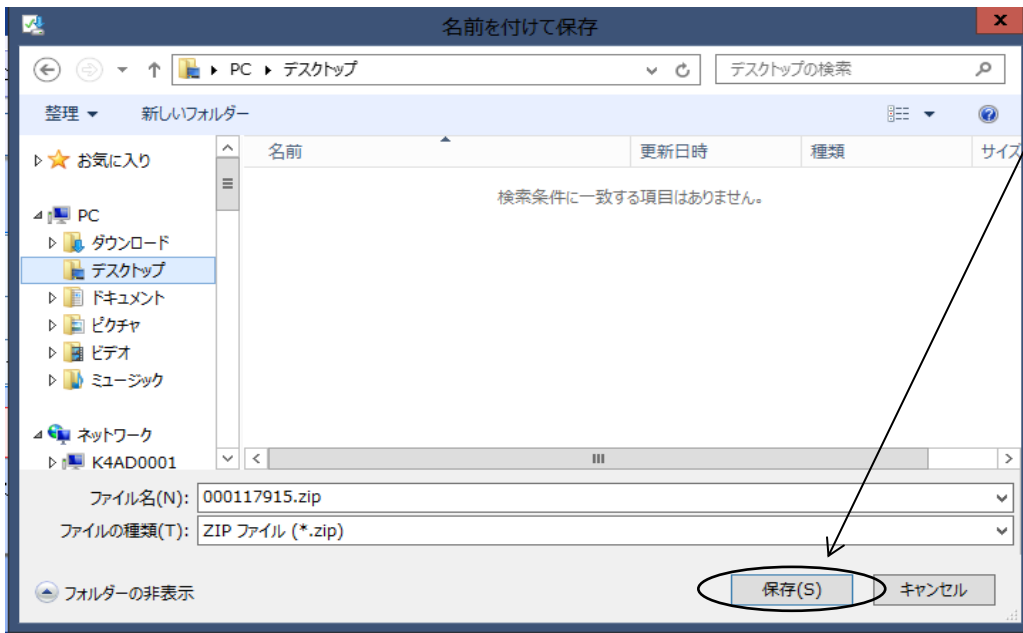 名前を付けて保存
PC デスクトップ
デスクトップの検索
整理
新しいフォルダー
お気に入り
PC
ダウンロード
デスクトップ
ドキュメント
ピクチャ
ビデオ
ミュージック
ネットワーク
K4AD0001
名前
更新日時
種類
サイズ
検索条件に一致する項目はありません。
ファイル名(N): 000117915.zip
ファイルの種類(T): ZIP ファイル (*.zip)
フォルダーの非表示
保存(S)
キャンセル